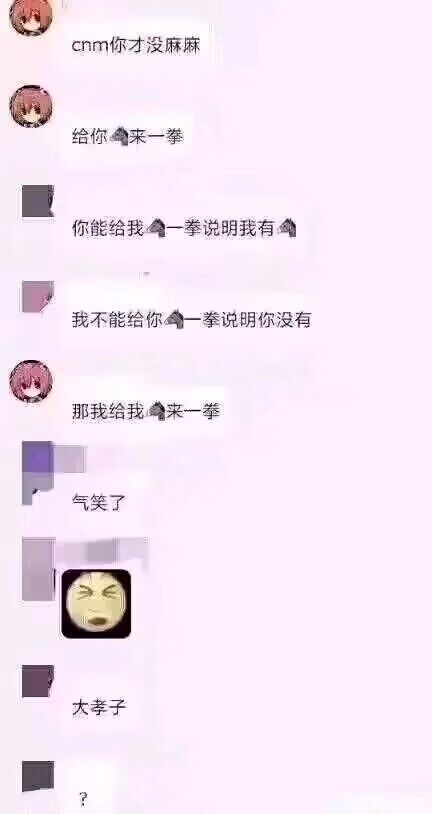 cnm你才没麻麻
给你🐴来一拳
你能给我🐴一拳说明我有🐴
我不能给你🐴一拳说明你没有
那我给我🐴来一拳
气笑了
大孝子
?